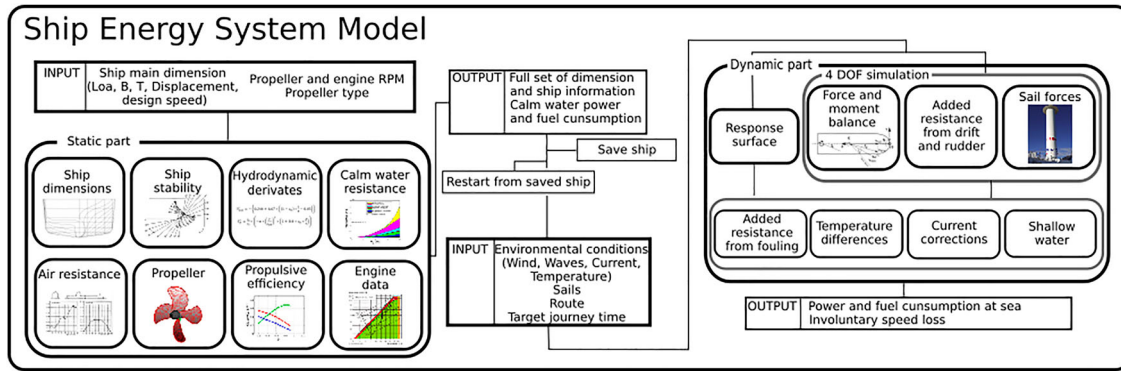 Ship Energy System Model
INPUT
Ship main dimension
(Loa, B, T, Displacement,
design speed)
Propeller and engine RPM
Propeller type
Static part
Ship
dimensions
Ship
stability
Hydrodynamic
derivates
Calm water
resistance
Air resistance
Propeller
Propulsive
efficiency
Engine
data
OUTPUT
Full set of dimension
and ship information
Calm water power
and fuel cunsumption
Save ship
Restart from saved ship
INPUT
Environmental conditions
(Wind, Waves, Current,
Temperature)
Sails
Route
Target journey time
Dynamic part
4 DOF simulation
Response
surface
Force and
moment
balance
Added
resistance
from drift
and rudder
Sail forces
Added
resistance
from fouling
Temperature
differences
Current
corrections
Shallow
water
OUTPUT
Power and fuel cunsumption at sea
Involuntary speed loss